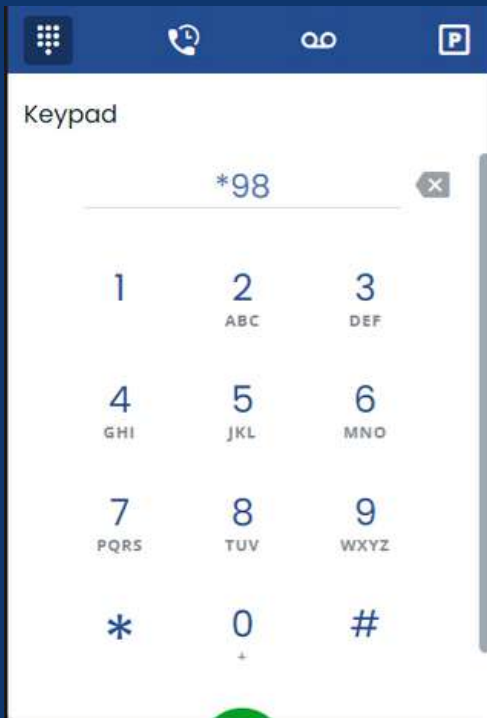 P
Keypad
*98
1 2 3
ABC DEF
4 5 6
GHI JKL MNO
7 8 9
PQRS TUV WXYZ
* 0 #
+